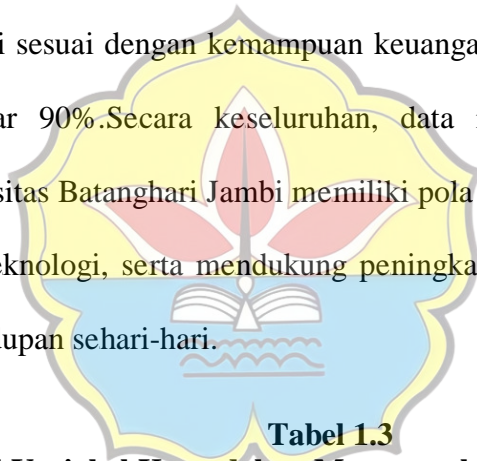 i sesuai dengan kemampuan keuanga
ar 90%.Secara keseluruhan, data
sitas Batanghari Jambi memiliki pola
eknologi, serta mendukung peningka
upan sehari-hari.
Tabel 1.3